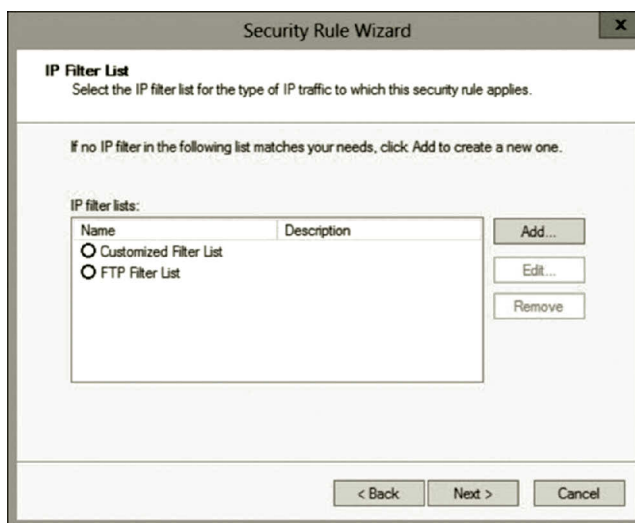 Security Rule Wizard
x
IP Filter List
Select the IP filter list for the type of IP traffic to which this security rule applies.
If no IP filter in the following list matches your needs, click Add to create a new one.
IP filter lists:
Name Description
Customized Filter List
FTP Filter List
Add...
Edit...
Remove
< Back Next > Cancel